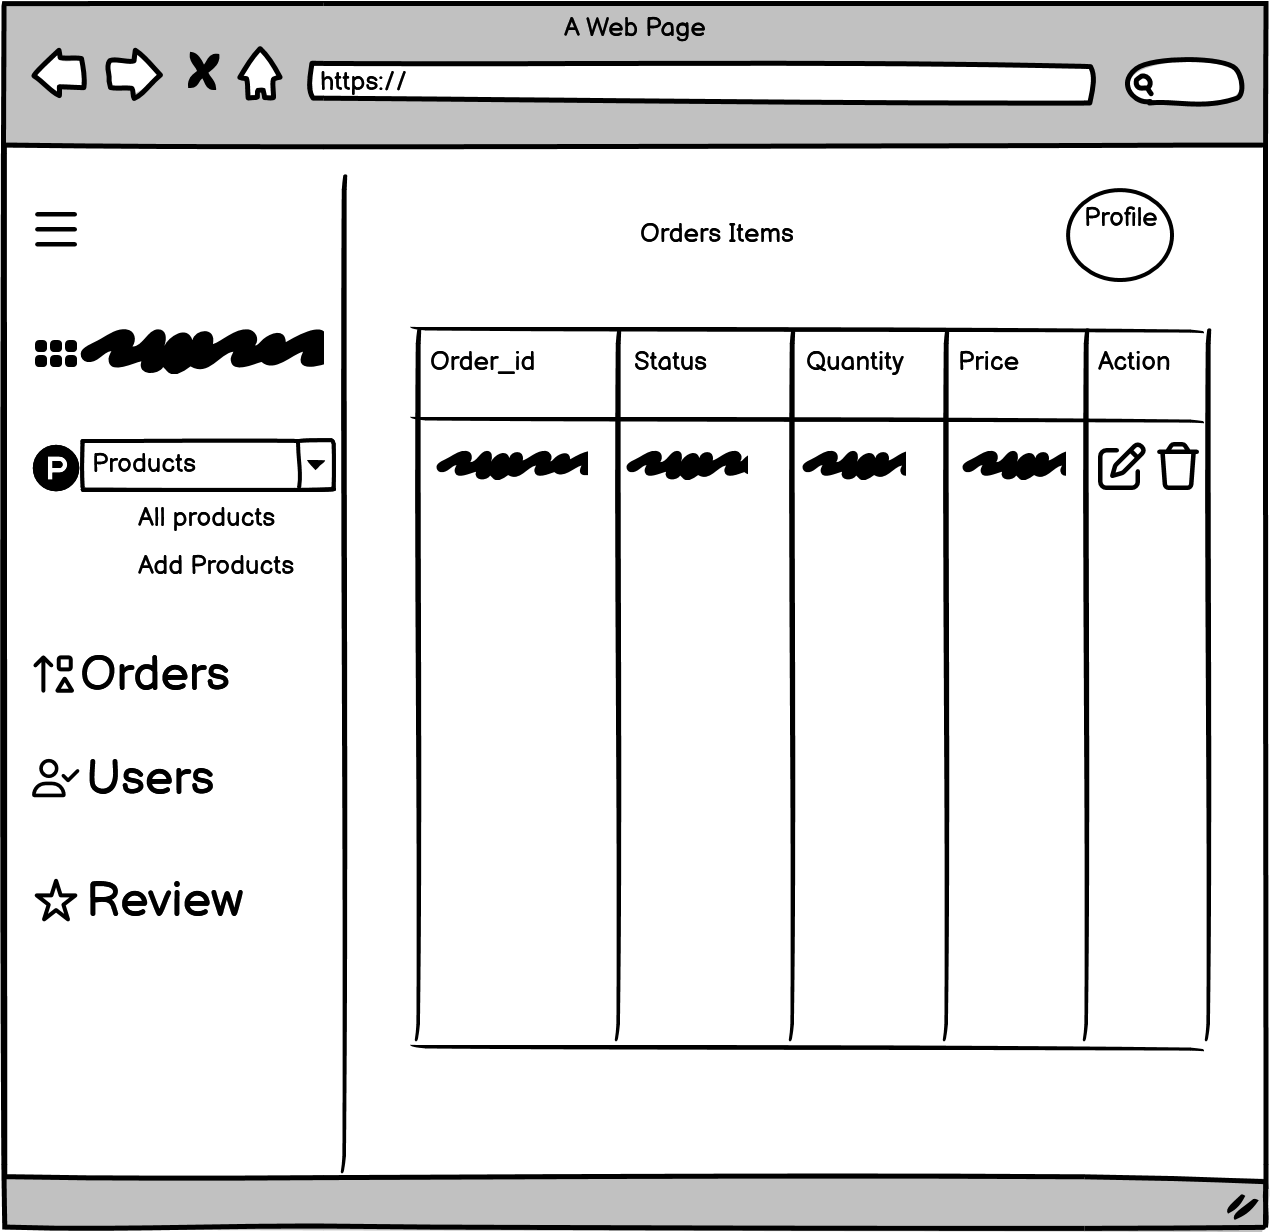 A Web Page
https://
Orders Items
Profile
Order_id Status Quantity Price Action
P Products
All products
Add Products
Orders
Users
Review